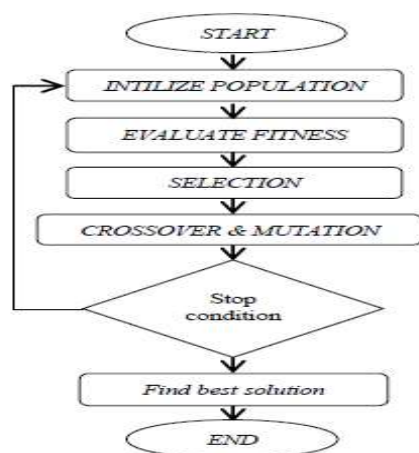 START
INTILIZE POPULATION
EVALUATE FITNESS
SELECTION
CROSSOVER & MUTATION
Stop
condition
Find best solution
END